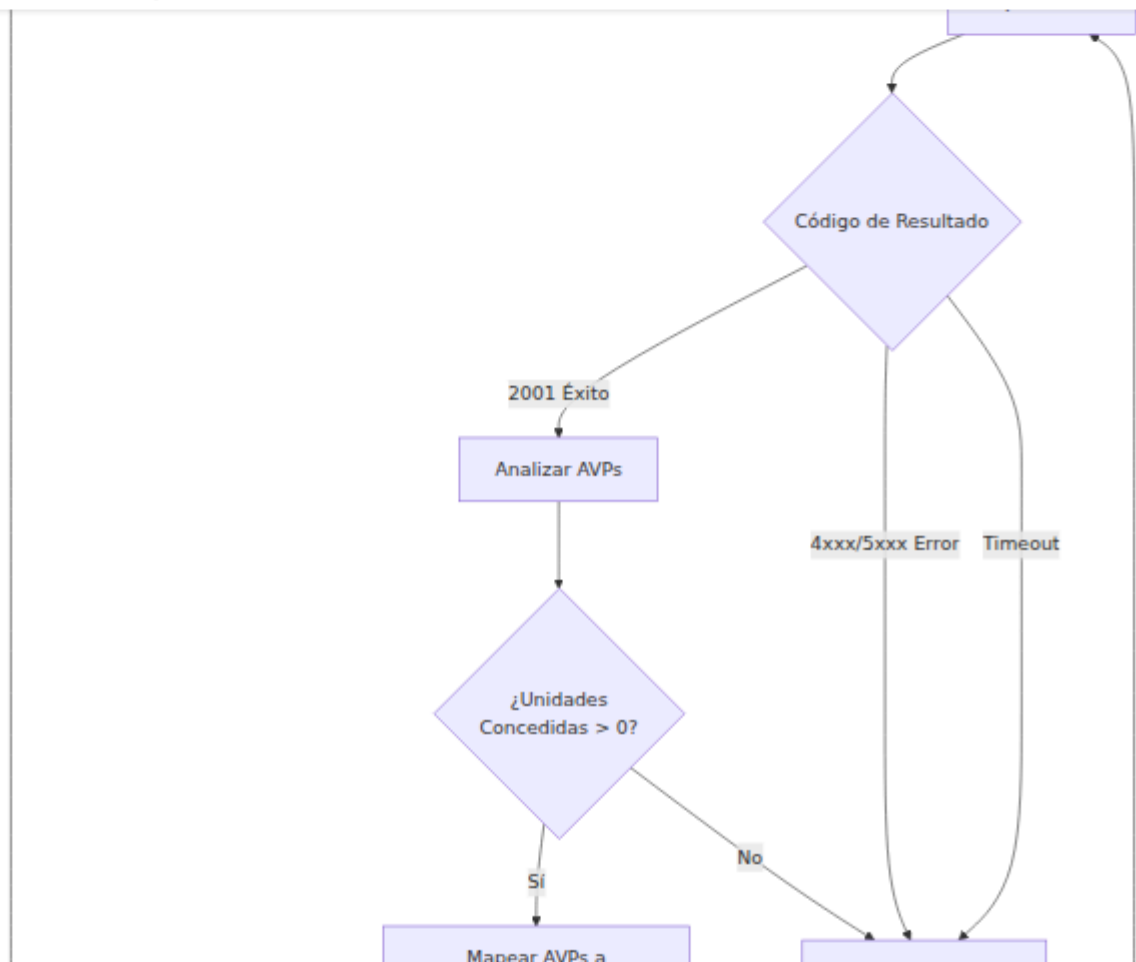 Código de Resultado
2001 Éxito
Analizar AVPs
4xxx/5xxx Error
Timeout
¿Unidades
Concedidas > 0?
No
Sí
Mapear AVPs a